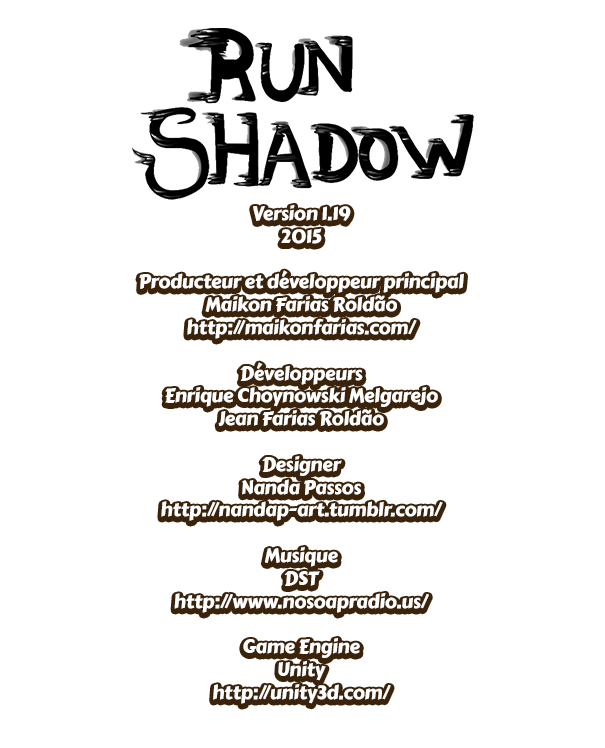 RUN
SHADOW
Version 1.19
2015
Producteur et développeur principal
Maikon Farias Roldão
http://maikonfarias.com/
Développeurs
Enrique Choynowski Melgarejo
Jean Farias Roldão
Designer
Nanda Passos
http://nandap-art.tumblr.com/
Musique
DST
http://www.nosoapradio.us/
Game Engine
Unity
http://unity3d.com/